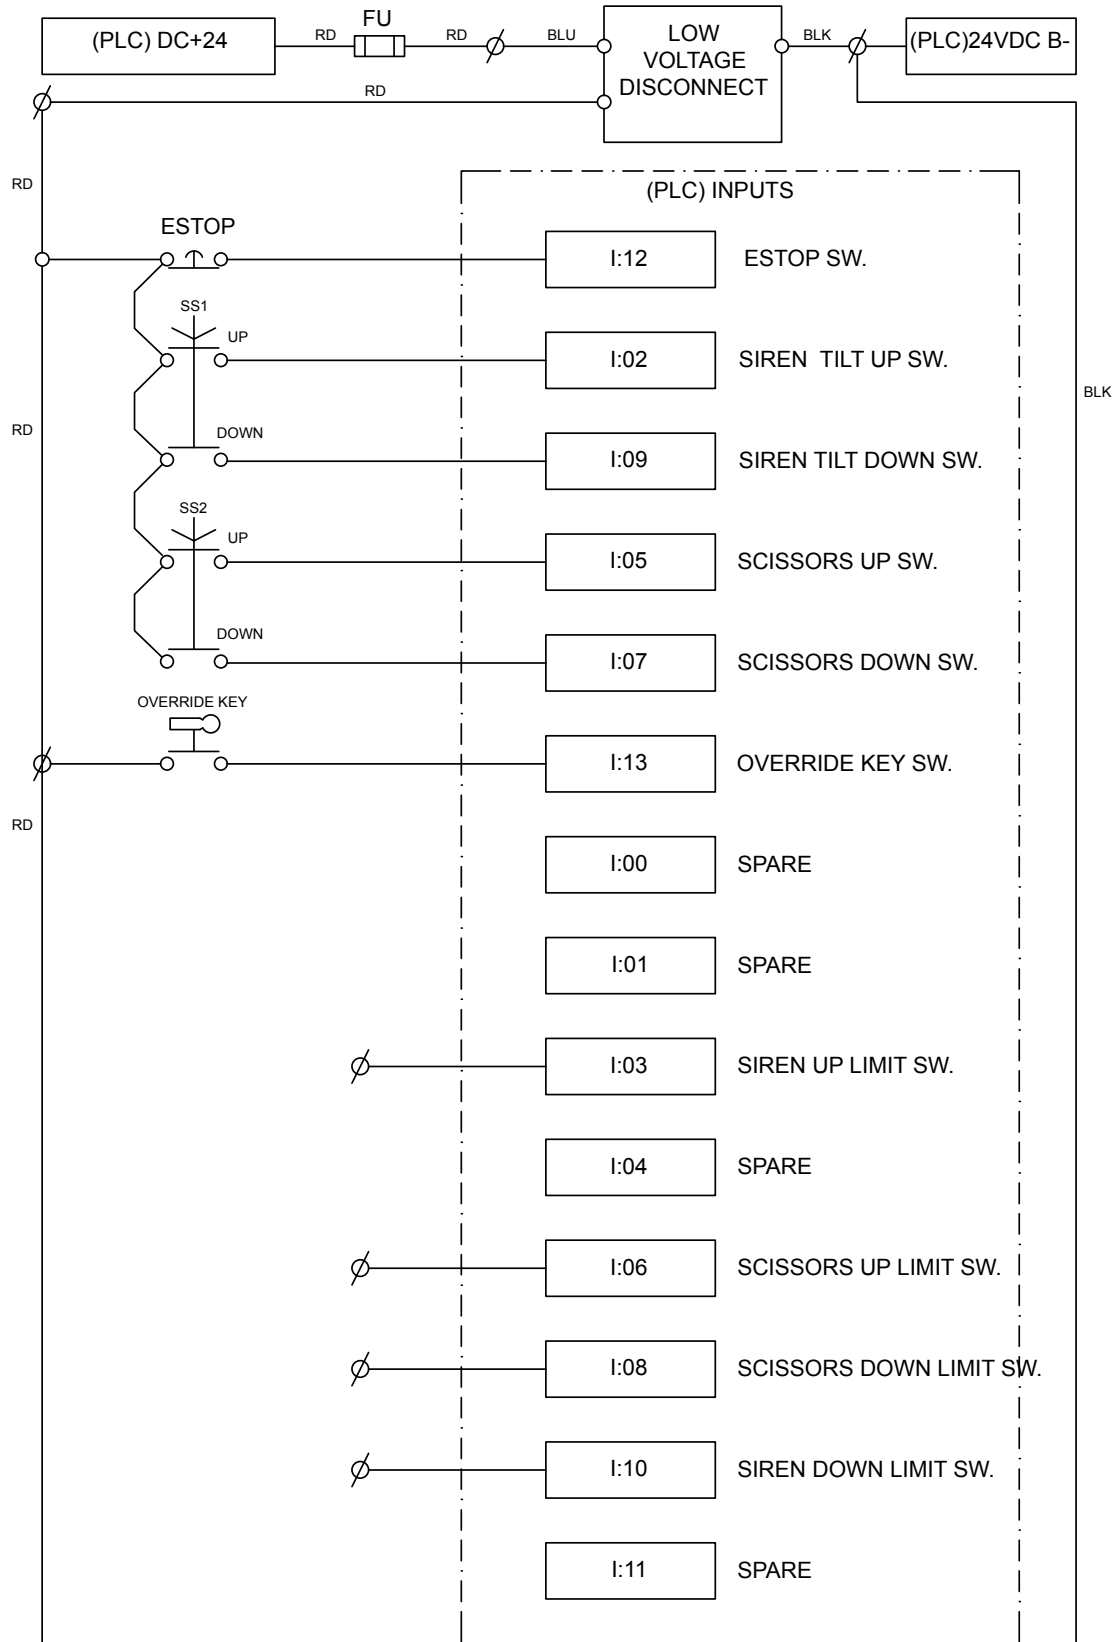 (PLC) DC+24
RD
FU
RD
BLU
LOW
VOLTAGE
DISCONNECT
BLK
(PLC)24VDC B-
RD
RD
(PLC) INPUTS
ESTOP
I:12
ESTOP SW.
SS1
UP
I:02
SIREN TILT UP SW.
BLK
RD
DOWN
I:09
SIREN TILT DOWN SW.
SS2
UP
I:05
SCISSORS UP SW.
DOWN
I:07
SCISSORS DOWN SW.
OVERRIDE KEY
I:13
OVERRIDE KEY SW.
RD
I:00
SPARE
I:01
SPARE
I:03
SIREN UP LIMIT SW.
I:04
SPARE
I:06
SCISSORS UP LIMIT SW.
I:08
SCISSORS DOWN LIMIT SW.
I:10
SIREN DOWN LIMIT SW.
I:11
SPARE